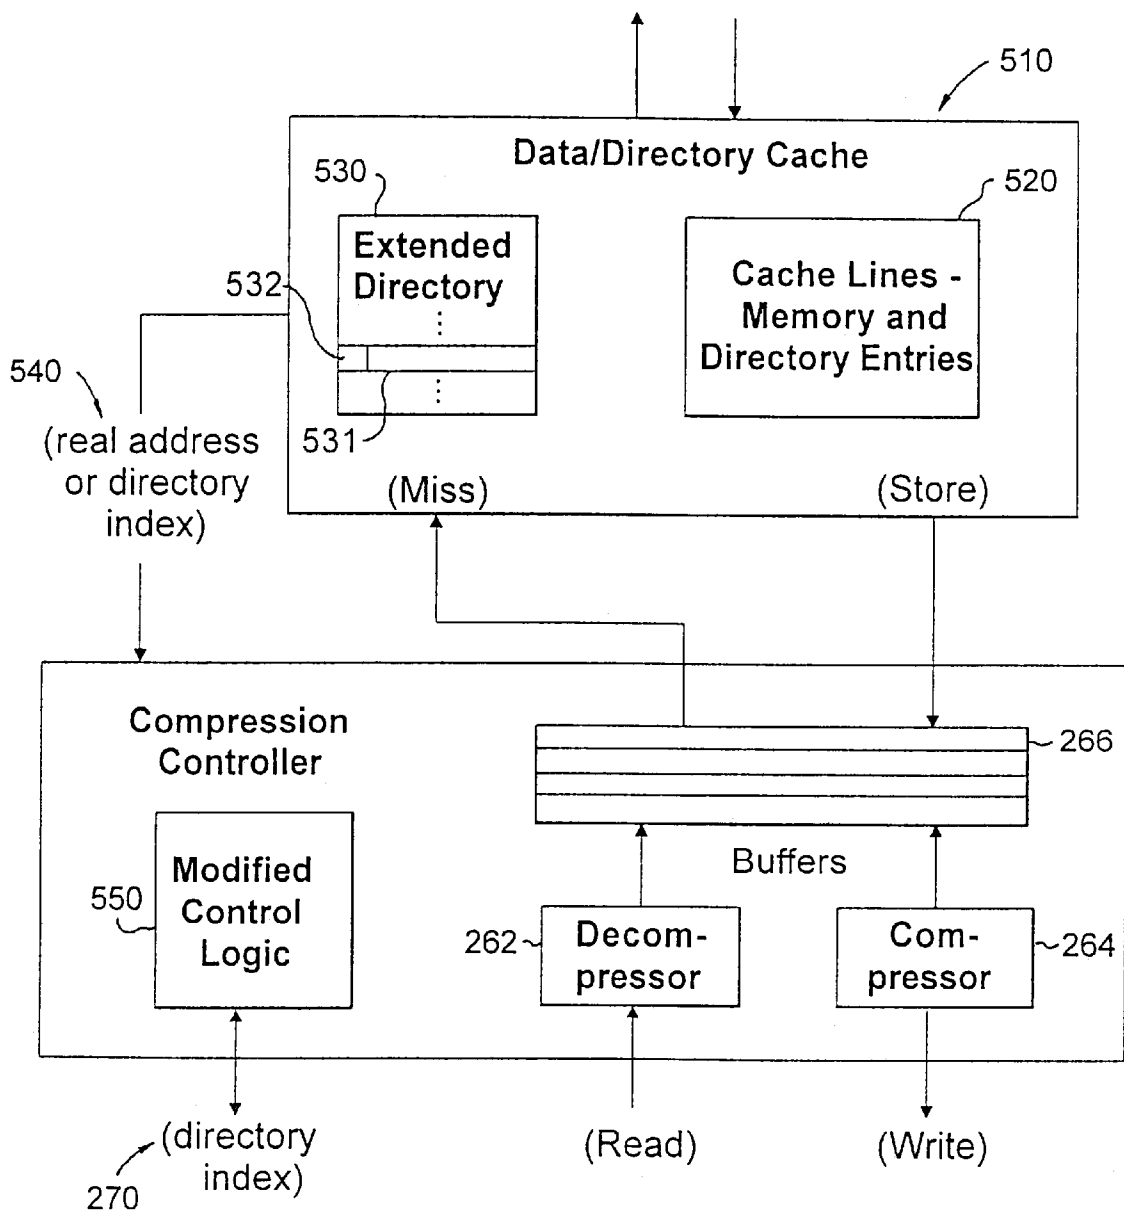 510
Data/Directory Cache
530
520
Extended
Directory
532
Cache Lines -
Memory and
Directory Entries
540
(real address
or directory
index)
531
(Miss)
(Store)
Compression
Controller
266
Buffers
Modified
Control
Logic
550
262
Decom-
pressor
Com-
pressor
264
(directory
index)
270
(Read)
(Write)